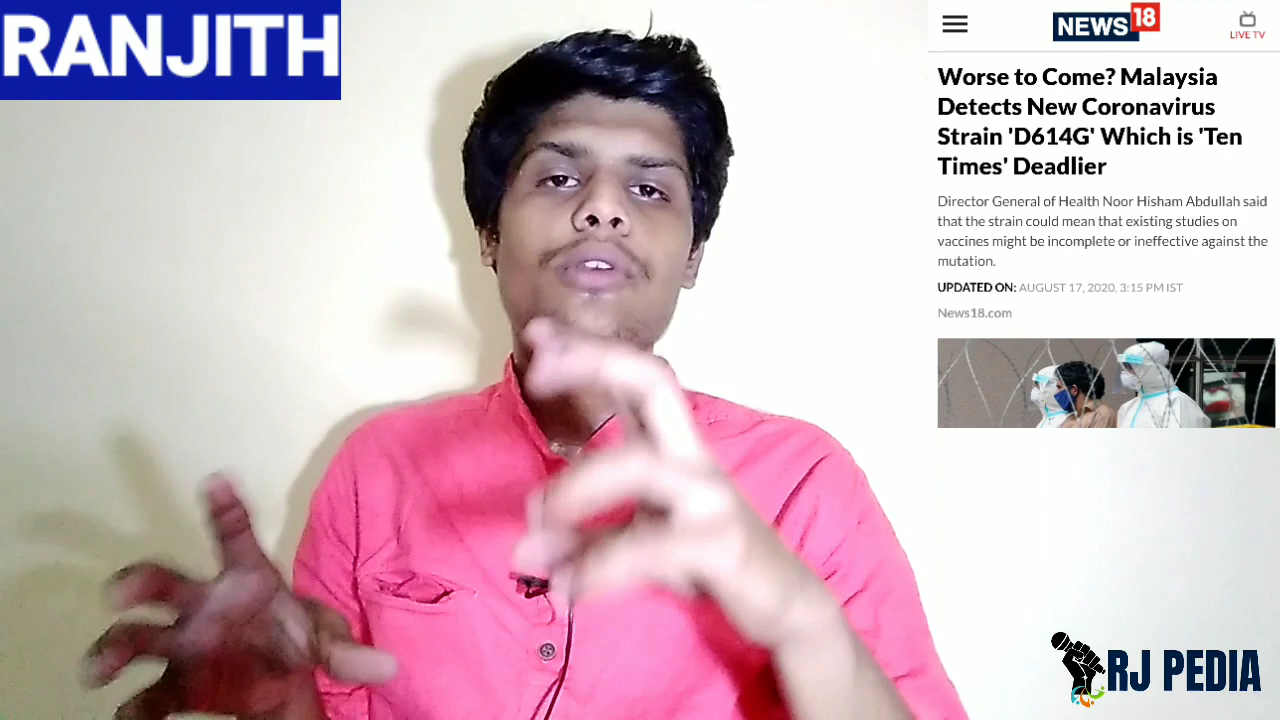 RANJITH
NEWS 18
LIVE TV
Worse to Come? Malaysia
Detects New Coronavirus
Strain 'D614G' Which is 'Ten
Times' Deadlier
Director General of Health Noor Hisham Abdullah said
that the strain could mean that existing studies on
vaccines might be incomplete or ineffective against the
mutation.
UPDATED ON: AUGUST 17, 2020, 3:15 PM IST
News18.com
RJ PEDIA